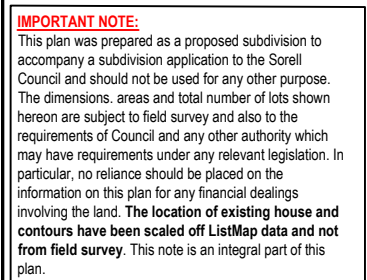 IMPORTANT NOTE:
This plan was prepared as a proposed subdivision to
accompany a subdivision application to the Sorell
Council and should not be used for any other purpose.
The dimensions. areas and total number of lots shown
hereon are subject to field survey and also to the
requirements of Council and any other authority which
may have requirements under any relevant legislation. In
particular, no reliance should be placed on the
information on this plan for any financial dealings
involving the land. The location of existing house and
contours have been scaled off ListMap data and not
from field survey. This note is an integral part of this
plan.